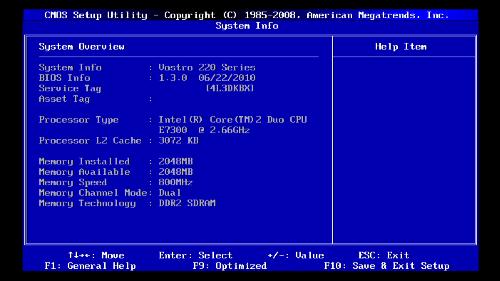 CMOS Setup Utility - Copyright (C) 1985-2008, American Megatrends, Inc.
System Info
System Overview
Help Item
System Info : Vostro 220 Series
BIOS Info : 1.3.0 06/22/2010
Service Tag (4L3DKBX)
Asset Tag :
Processor Type : Intel(R) Core(TM)2 Duo CPU
E7300 @ 2.66GHz
Processor L2 Cache : 3072 KB
Memory Installed : 2048MB
Memory Available : 2048MB
Memory Speed : 800MHz
Memory Channel Mode: Dual
Memory Technology : DDR2 SDRAM
↑↓→←: Move Enter: Select +/-: Value ESC: Exit
F1: General Help F9: Optimized F10: Save & Exit Setup